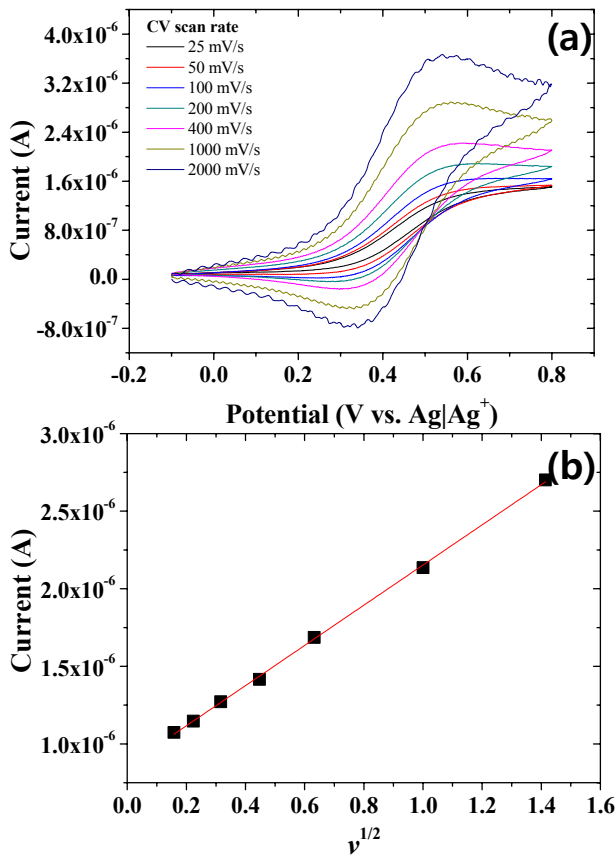 (a)
CV scan rate
25 mV/s
50 mV/s
100 mV/s
200 mV/s
400 mV/s
1000 mV/s
2000 mV/s
4.0x10⁻⁶
3.2x10⁻⁶
2.4x10⁻⁶
1.6x10⁻⁶
8.0x10⁻⁷
0.0
-8.0x10⁻⁷
Current (A)
-0.2 0.0 0.2 0.4 0.6 0.8
Potential (V vs. Ag|Ag⁺)
(b)
3.0x10⁻⁶
2.5x10⁻⁶
2.0x10⁻⁶
1.5x10⁻⁶
1.0x10⁻⁶
Current (A)
0.0 0.2 0.4 0.6 0.8 1.0 1.2 1.4 1.6
v¹ᐟ²